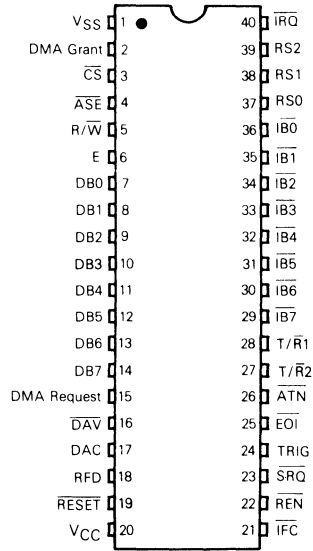 VSS 1 40 IRQ
DMA Grant 2 39 RS2
CS 3 38 RS1
ASE 4 37 RS0
R/W 5 36 IB0
E 6 35 IB1
DB0 7 34 IB2
DB1 8 33 IB3
DB2 9 32 IB4
DB3 10 31 IB5
DB4 11 30 IB6
DB5 12 29 IB7
DB6 13 28 T/R1
DB7 14 27 T/R2
DMA Request 15 26 ATN
DAV 16 25 EOI
DAC 17 24 TRIG
RFD 18 23 SRQ
RESET 19 22 REN
VCC 20 21 IFC